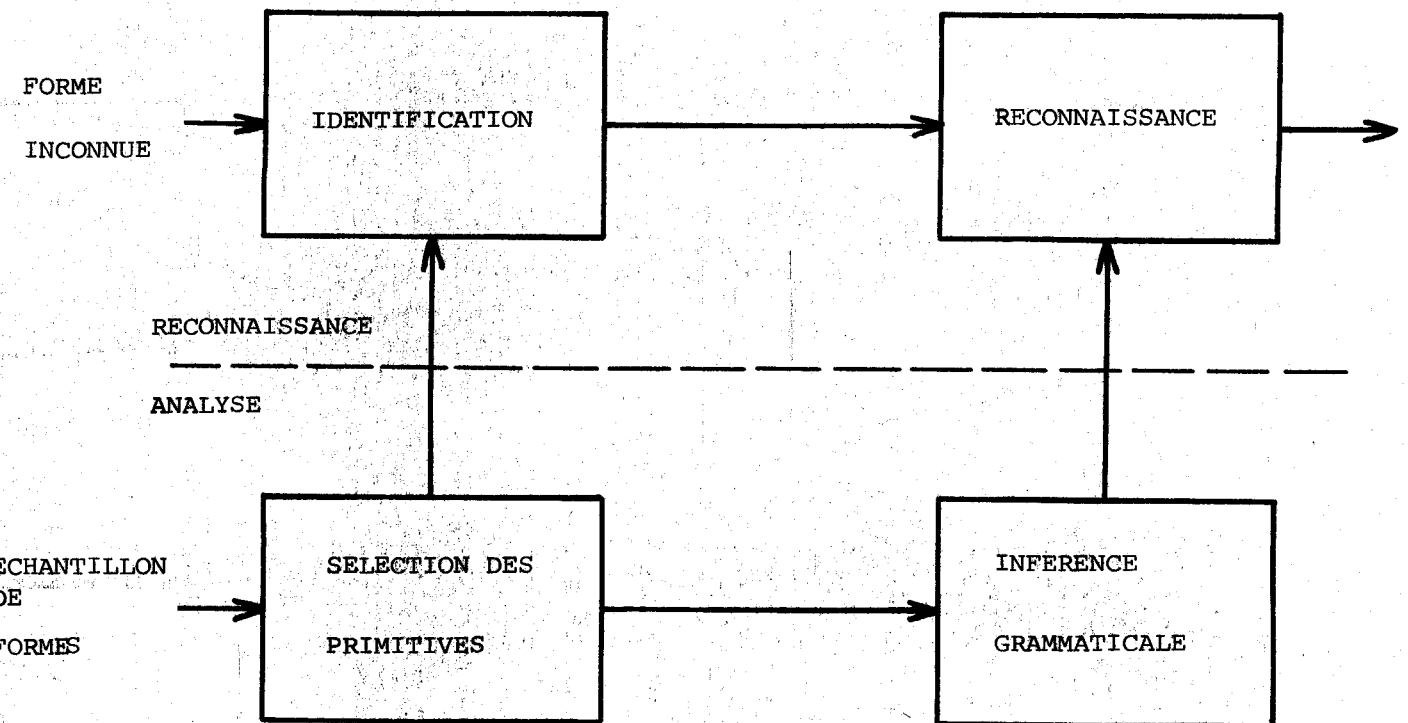 FORME
INCONNUE
IDENTIFICATION
RECONNAISSANCE
RECONNAISSANCE
ANALYSE
ECHANTILLON
DE
FORMES
SELECTION DES
PRIMITIVES
INFERENCE
GRAMMATICALE